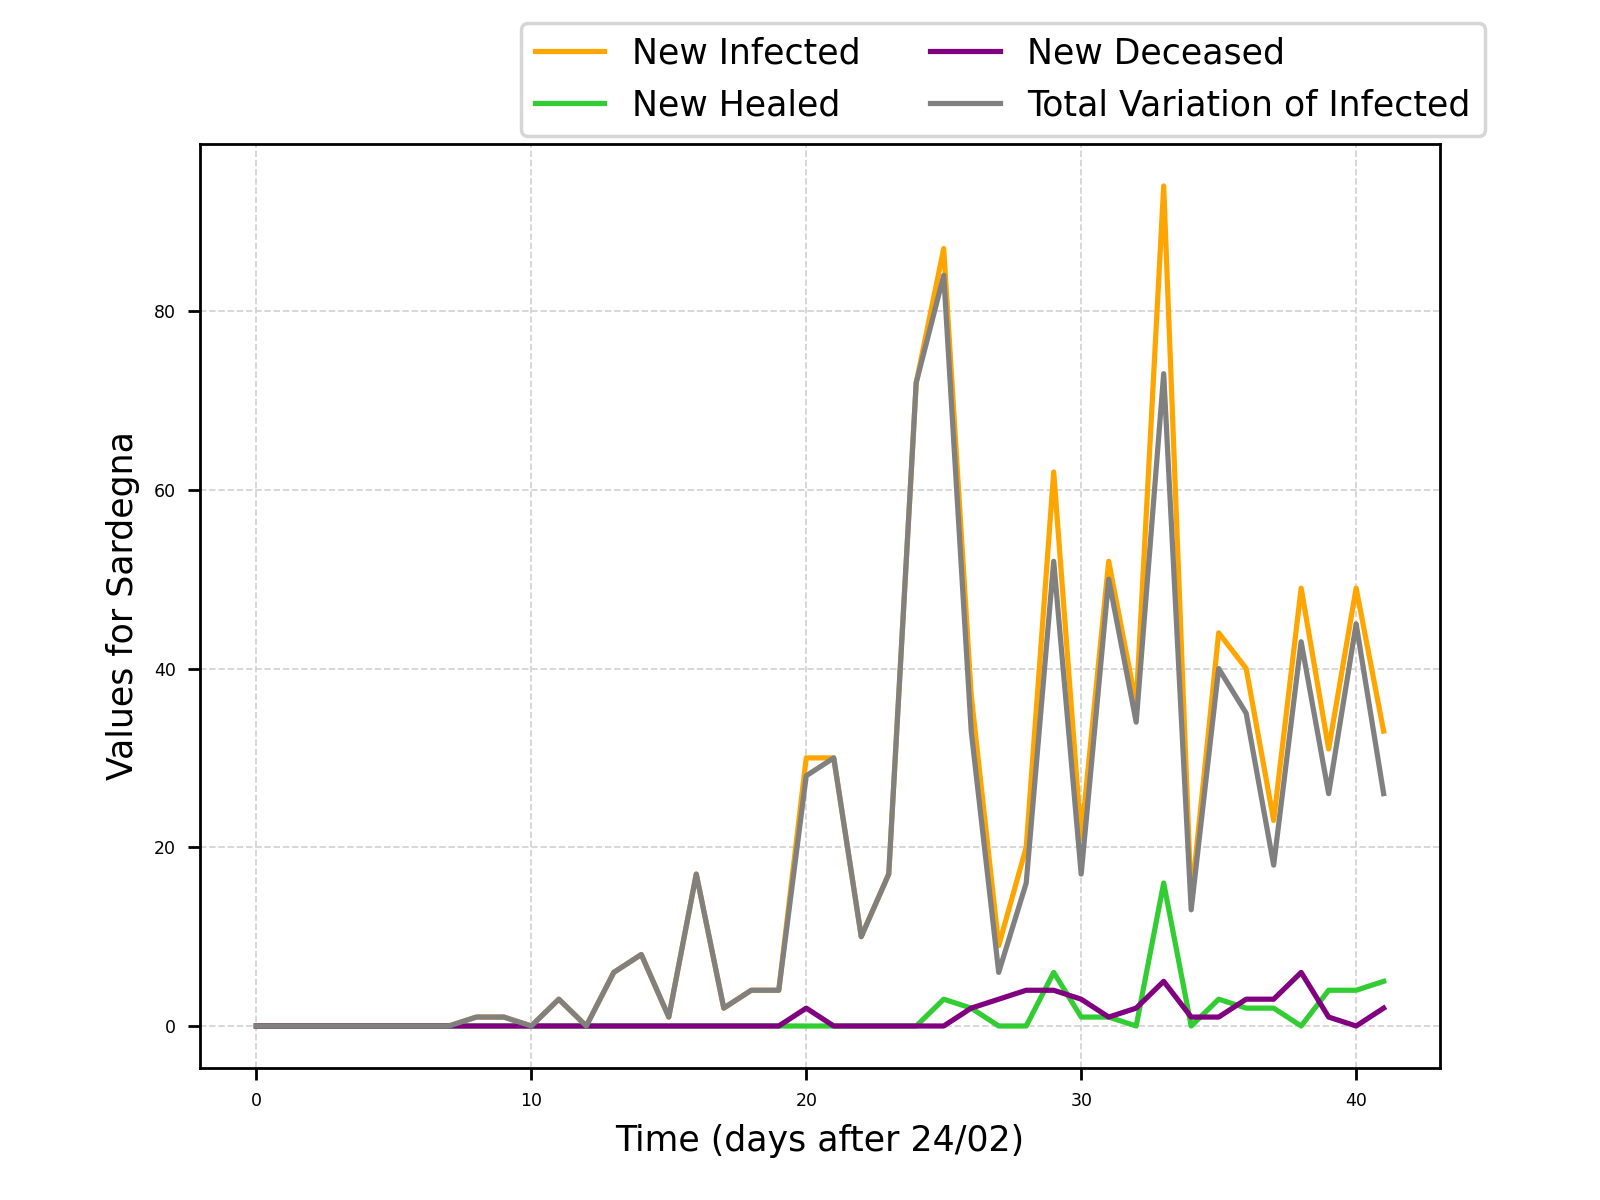 New Infected
New Healed
New Deceased
Total Variation of Infected
Values for Sardegna
80
60
40
20
0
0
10
20
30
40
Time (days after 24/02)